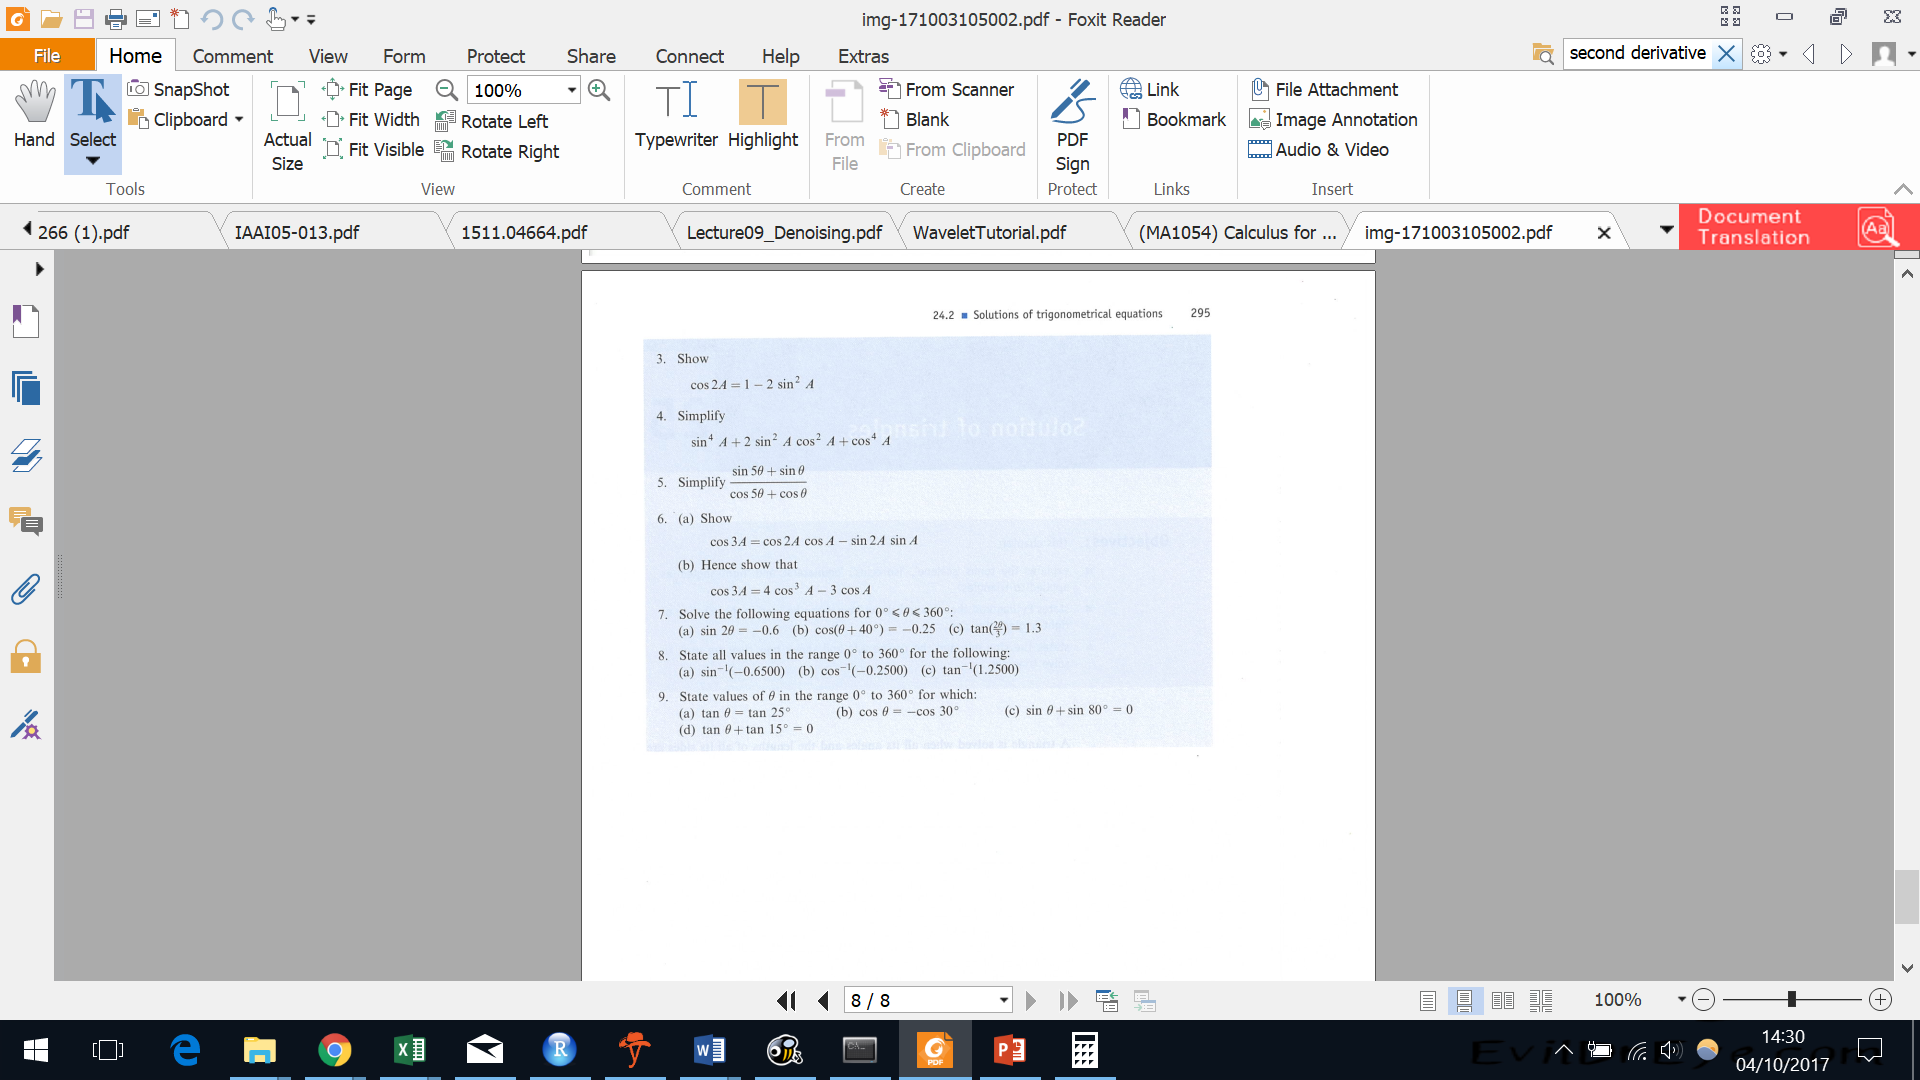 img-171003105002.pdf - Foxit Reader
File Home Comment View Form Protect Share Connect Help Extras second derivative
Hand Select SnapShot Clipboard Actual Size Fit Page Fit Width Fit Visible 100% Rotate Left Rotate Right Typewriter Highlight From File From Scanner Blank From Clipboard PDF Sign Link Bookmark File Attachment Image Annotation Audio & Video
Tools View Comment Create Protect Links Insert
266 (1).pdf IAAI05-013.pdf 1511.04664.pdf Lecture09_Denoising.pdf WaveletTutorial.pdf (MA1054) Calculus for ... img-171003105002.pdf Document Translation
24.2 ■ Solutions of trigonometrical equations 295
3. Show
cos 2A = 1 − 2 sin² A
4. Simplify
sin⁴ A + 2 sin² A cos² A + cos⁴ A
5. Simplify (sin 5θ + sin θ)/(cos 5θ + cos θ)
6. (a) Show
cos 3A = cos 2A cos A − sin 2A sin A
(b) Hence show that
cos 3A = 4 cos³ A − 3 cos A
7. Solve the following equations for 0° ⩽ θ ⩽ 360°:
(a) sin 2θ = −0.6 (b) cos(θ + 40°) = −0.25 (c) tan(2θ/3) = 1.3
8. State all values in the range 0° to 360° for the following:
(a) sin⁻¹(−0.6500) (b) cos⁻¹(−0.2500) (c) tan⁻¹(1.2500)
9. State values of θ in the range 0° to 360° for which:
(a) tan θ = tan 25° (b) cos θ = −cos 30° (c) sin θ + sin 80° = 0
(d) tan θ + tan 15° = 0
8 / 8 100%
14:30
04/10/2017